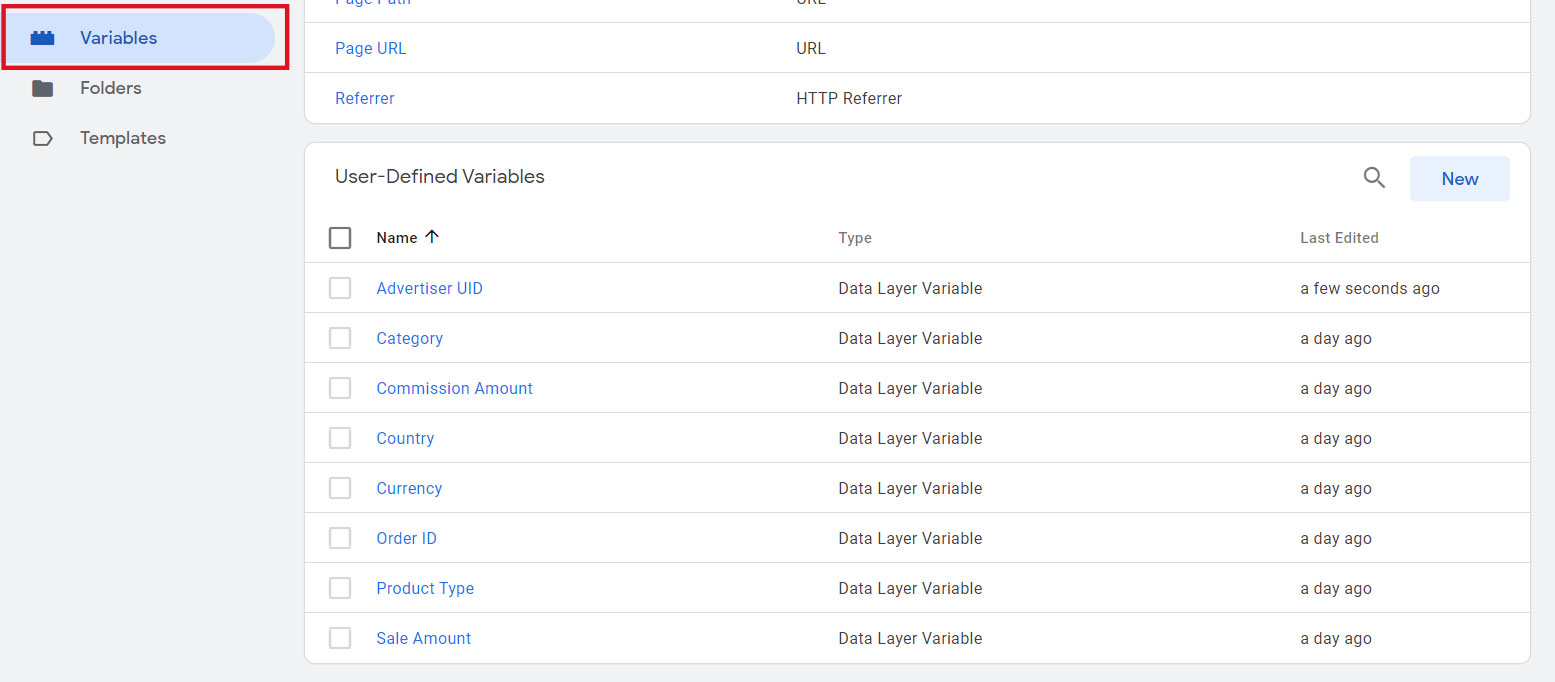 Variables
Folders
Templates
Page Path URL
Page URL URL
Referrer HTTP Referrer
User-Defined Variables New
Name Type Last Edited
Advertiser UID Data Layer Variable a few seconds ago
Category Data Layer Variable a day ago
Commission Amount Data Layer Variable a day ago
Country Data Layer Variable a day ago
Currency Data Layer Variable a day ago
Order ID Data Layer Variable a day ago
Product Type Data Layer Variable a day ago
Sale Amount Data Layer Variable a day ago